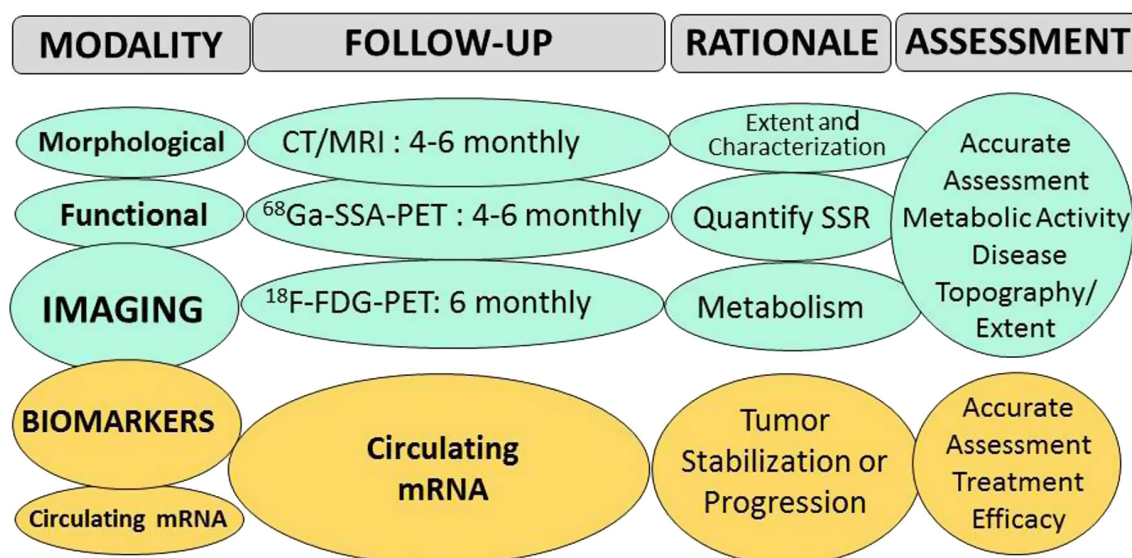 MODALITY
FOLLOW-UP
RATIONALE
ASSESSMENT
Morphological
CT/MRI : 4-6 monthly
Extent and
Characterization
Functional
⁶⁸Ga-SSA-PET : 4-6 monthly
Quantify SSR
IMAGING
¹⁸F-FDG-PET: 6 monthly
Metabolism
Accurate
Assessment
Metabolic Activity
Disease
Topography/
Extent
BIOMARKERS
Circulating mRNA
Circulating
mRNA
Tumor
Stabilization or
Progression
Accurate
Assessment
Treatment
Efficacy